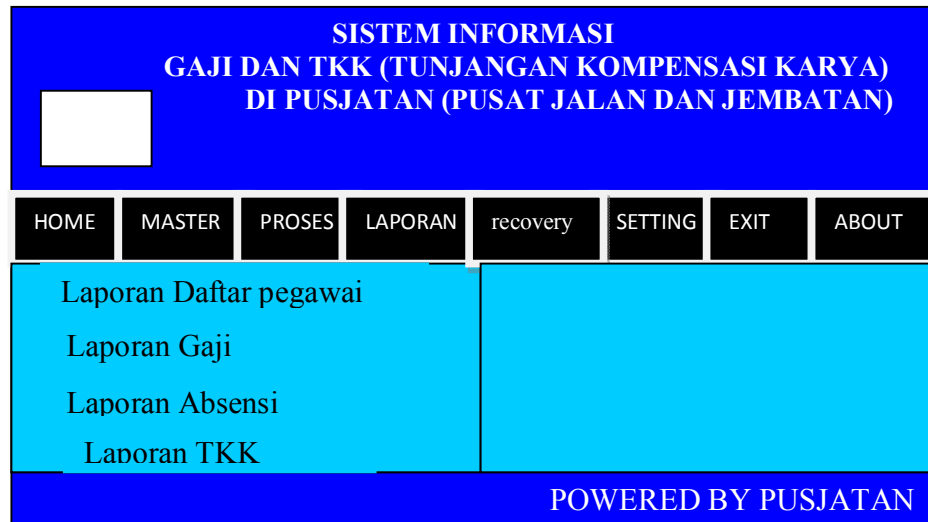 SISTEM INFORMASI
GAJI DAN TKK (TUNJANGAN KOMPENSASI KARYA)
DI PUSJATAN (PUSAT JALAN DAN JEMBATAN)
HOME MASTER PROSES LAPORAN recovery SETTING EXIT ABOUT
Laporan Daftar pegawai
Laporan Gaji
Laporan Absensi
Laporan TKK
POWERED BY PUSJATAN